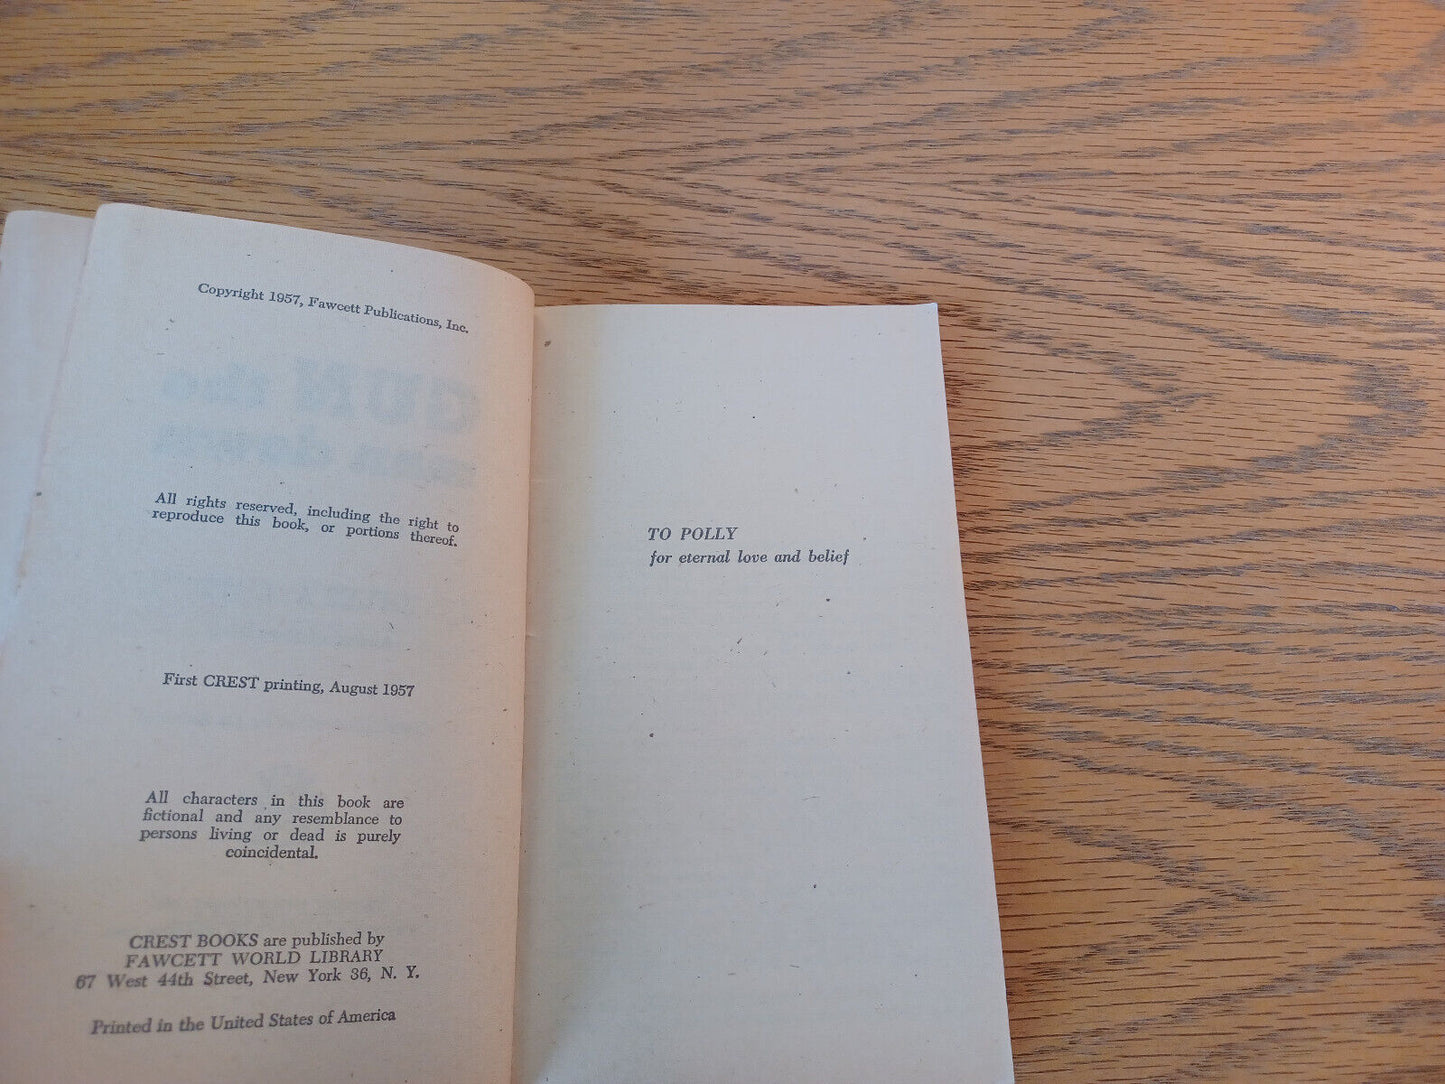 Copyright 1957, Fawcett Publications, Inc.
All rights reserved, including the right to
reproduce this book, or portions thereof.
First CREST printing, August 1957
All characters in this book are
fictional and any resemblance to
persons living or dead is purely
coincidental.
CREST BOOKS are published by
FAWCETT WORLD LIBRARY
67 West 44th Street, New York 36, N. Y.
Printed in the United States of America
TO POLLY
for eternal love and belief